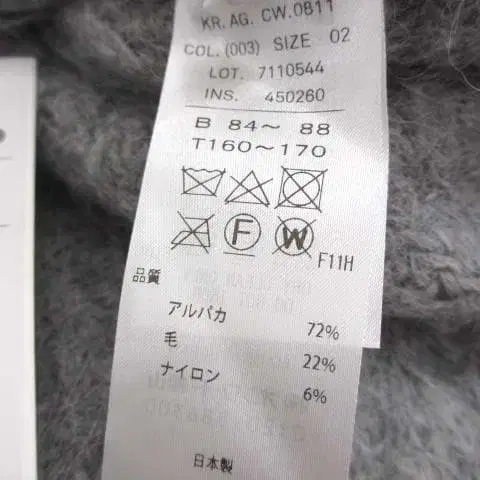 KR. AG. CW.0811
COL. (003) SIZE 02
LOT. 7110544
INS. 450260
B 84～ 88
T160～170
F W F11H
品質
アルパカ 72%
毛 22%
ナイロン 6%
日本製